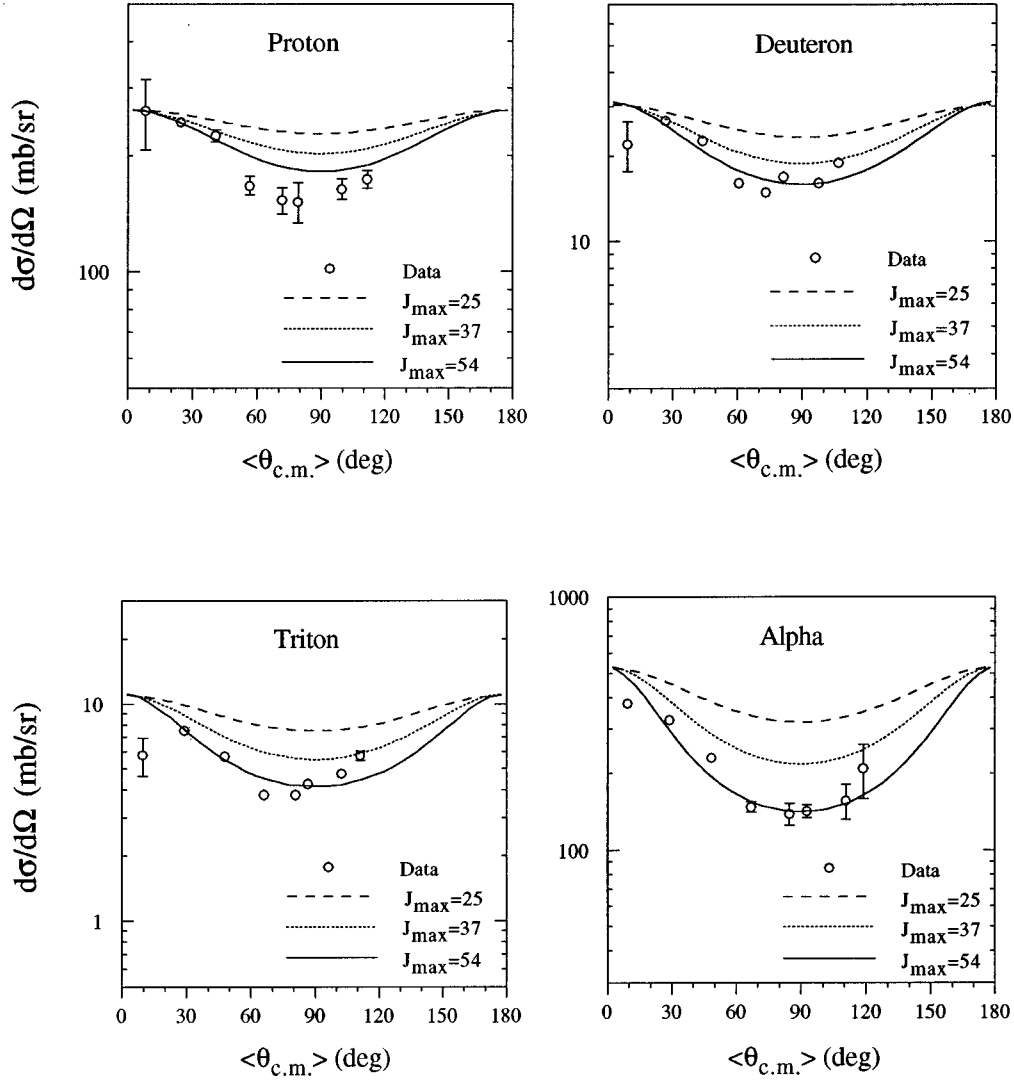 Proton
dσ/dΩ (mb/sr)
100
Data
J_max=25
J_max=37
J_max=54
0 30 60 90 120 150 180
<θ_c.m.> (deg)
Deuteron
10
Data
J_max=25
J_max=37
J_max=54
0 30 60 90 120 150 180
<θ_c.m.> (deg)
Triton
dσ/dΩ (mb/sr)
10
1
Data
J_max=25
J_max=37
J_max=54
0 30 60 90 120 150 180
<θ_c.m.> (deg)
1000
Alpha
100
Data
J_max=25
J_max=37
J_max=54
0 30 60 90 120 150 180
<θ_c.m.> (deg)